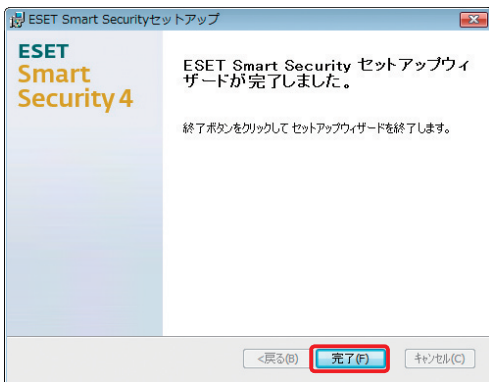 ESET Smart Securityセットアップ
ESET
Smart
Security 4
ESET Smart Security セットアップウィ
ザードが完了しました。
終了ボタンをクリックして セットアップウィザードを終了します。
<戻る(B)
完了(F)
キャンセル(C)